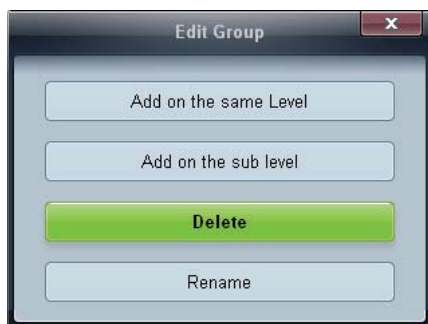 Edit Group
x
Add on the same Level
Add on the sub level
Delete
Rename